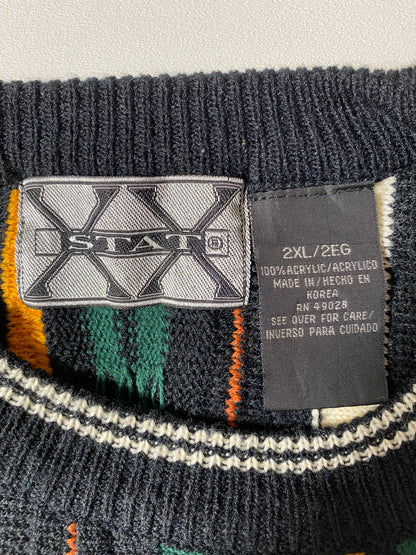 STAT ®
2XL/2EG
100% ACRYLIC/ACRYLICO
MADE IN/HECHO EN
KOREA
RN 49028
SEE OVER FOR CARE/
INVERSO PARA CUIDADO